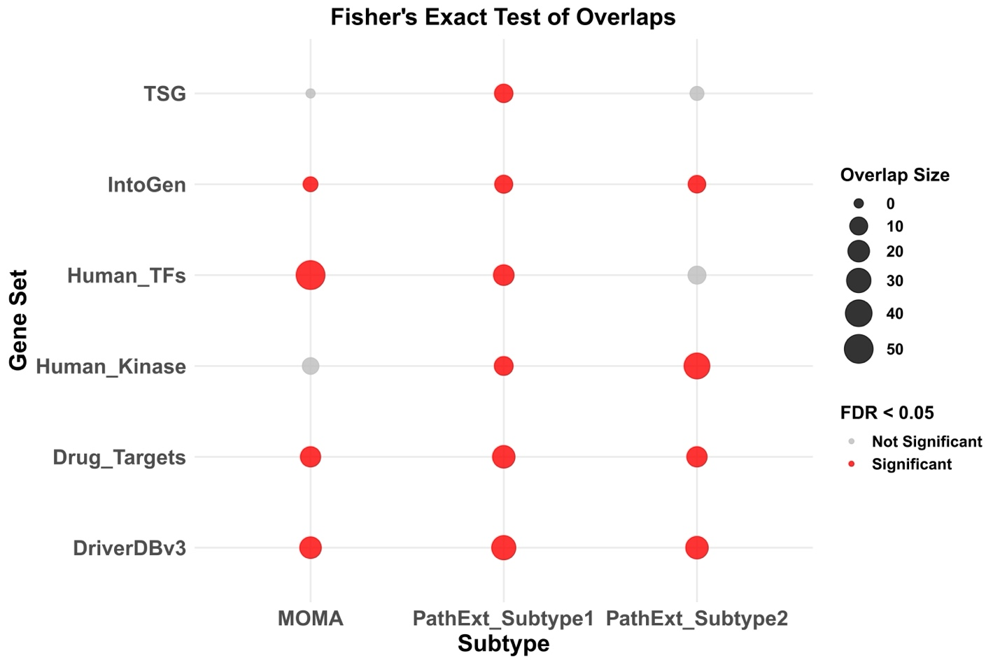 Fisher's Exact Test of Overlaps
Gene Set
TSG
IntoGen
Human_TFs
Human_Kinase
Drug_Targets
DriverDBv3
MOMA
PathExt_Subtype1
PathExt_Subtype2
Subtype
Overlap Size
0
10
20
30
40
50
FDR < 0.05
Not Significant
Significant